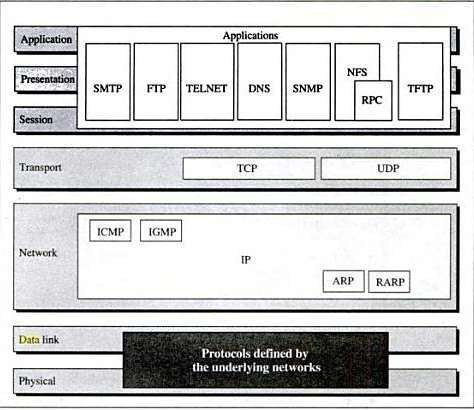 Application
Applications
Presentation
SMTP
FTP
TELNET
DNS
SNMP
NFS
RPC
TFTP
Session
Transport
TCP
UDP
ICMP
IGMP
Network
IP
ARP
RARP
Data link
Protocols defined by
the underlying networks
Physical